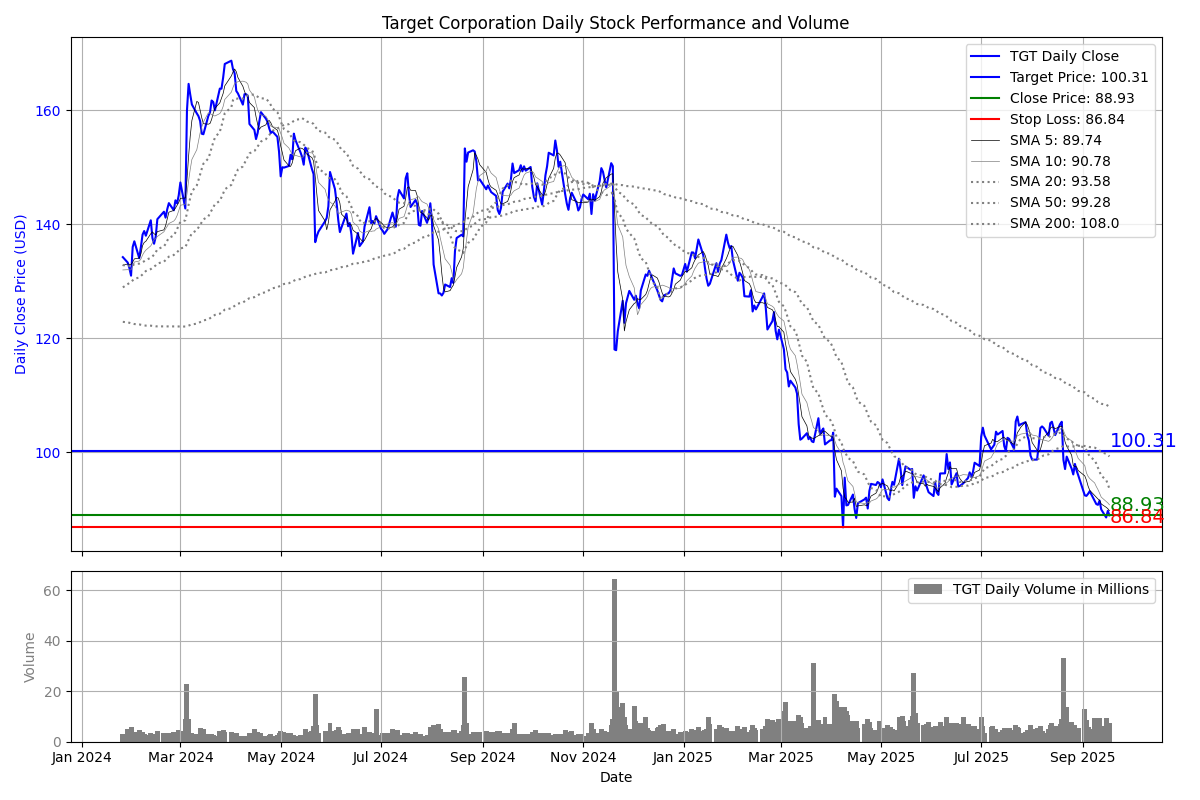 Target Corporation Daily Stock Performance and Volume
Daily Close Price (USD)
160
140
120
100
TGT Daily Close
Target Price: 100.31
Close Price: 88.93
Stop Loss: 86.84
SMA 5: 89.74
SMA 10: 90.78
SMA 20: 93.58
SMA 50: 99.28
SMA 200: 108.0
100.31
88.93
86.84
Volume
60
40
20
0
TGT Daily Volume in Millions
Jan 2024 Mar 2024 May 2024 Jul 2024 Sep 2024 Nov 2024 Jan 2025 Mar 2025 May 2025 Jul 2025 Sep 2025
Date